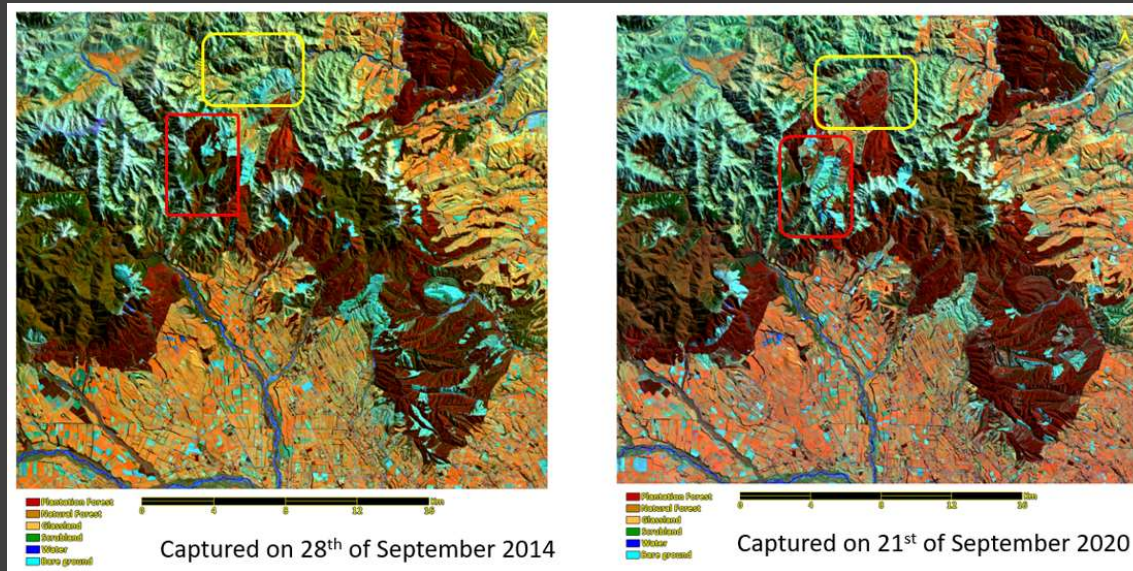 Plantation Forest
Natural Forest
Glassland
Scrubland
Water
Bare ground
0 4 8 12 16 Km
Captured on 28th of September 2014
Plantation Forest
Natural Forest
Glassland
Scrubland
Water
Bare ground
0 4 8 12 16 Km
Captured on 21st of September 2020